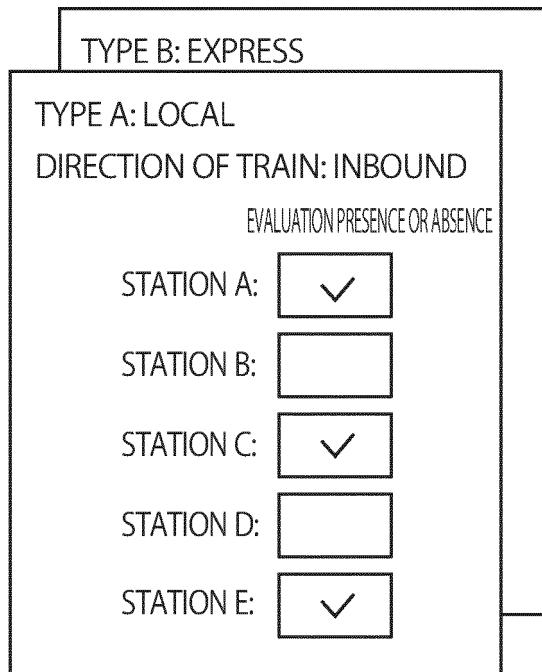 TYPE B: EXPRESS
TYPE A: LOCAL
DIRECTION OF TRAIN: INBOUND
EVALUATION PRESENCE OR ABSENCE
STATION A: ✓
STATION B:
STATION C: ✓
STATION D:
STATION E: ✓